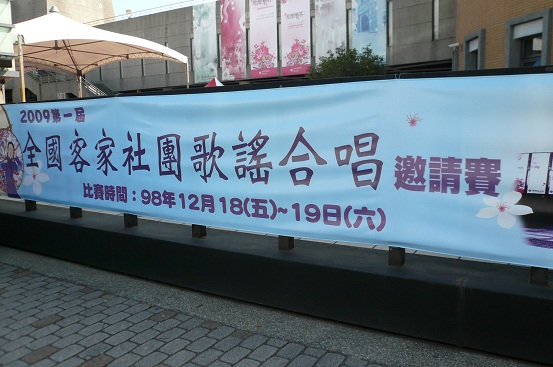 2009第一屆
全國客家社團歌謠合唱邀請賽
比賽時間：98年12月18(五)~19日(六)